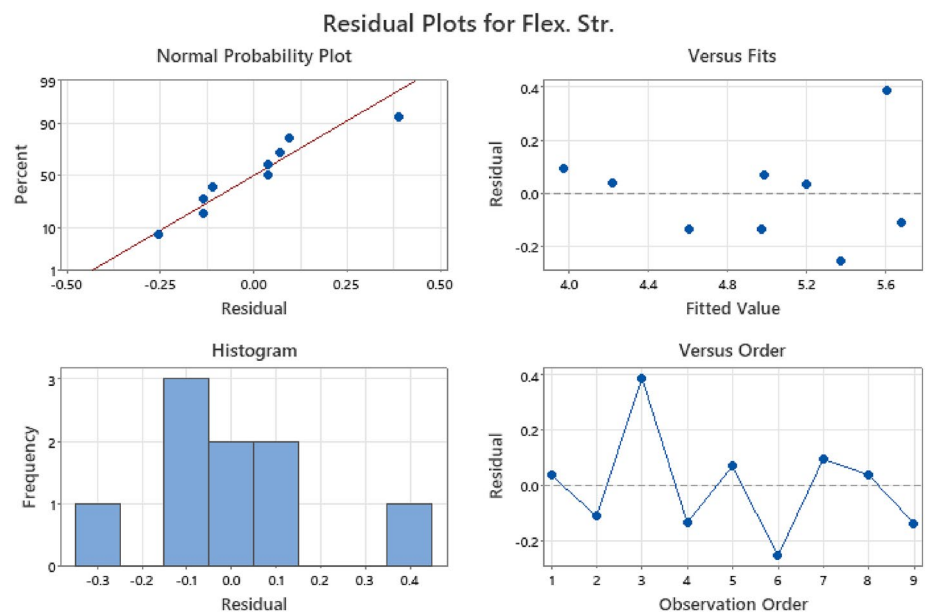 Residual Plots for Flex. Str.
Normal Probability Plot
Percent
99
90
50
10
1
-0.50 -0.25 0.00 0.25 0.50
Residual
Versus Fits
Residual
0.4
0.2
0.0
-0.2
4.0 4.4 4.8 5.2 5.6
Fitted Value
Histogram
Frequency
3
2
1
0
-0.3 -0.2 -0.1 0.0 0.1 0.2 0.3 0.4
Residual
Versus Order
Residual
0.4
0.2
0.0
-0.2
1 2 3 4 5 6 7 8 9
Observation Order